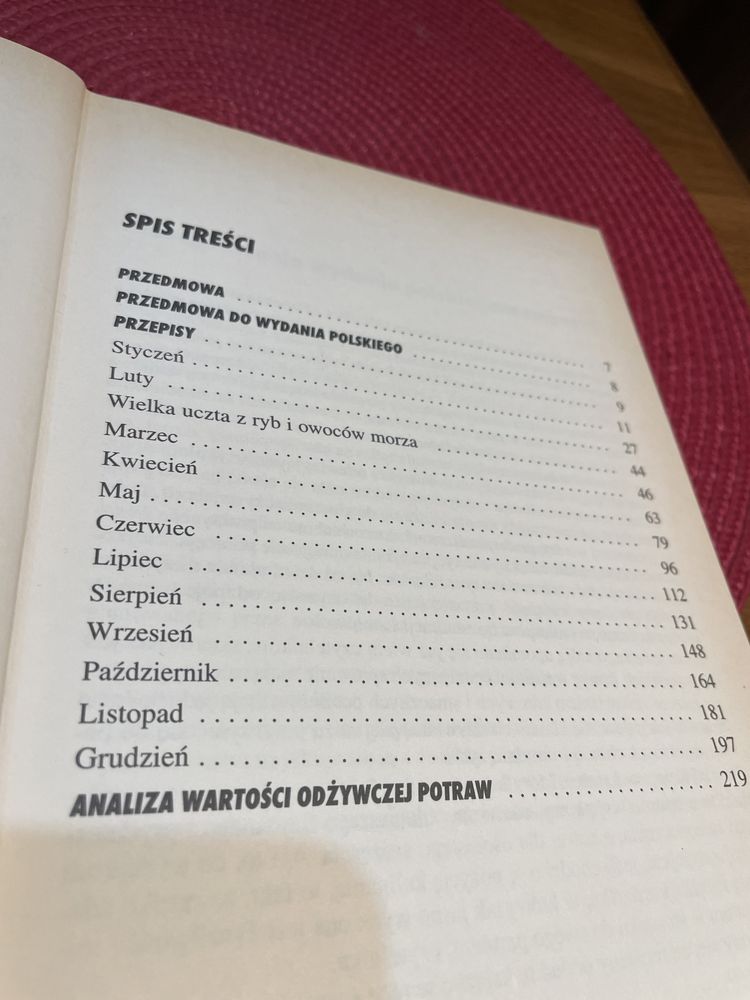 SPIS TREŚCI
PRZEDMOWA . . . . . . . . . . . . . . . . . . . . 7
PRZEDMOWA DO WYDANIA POLSKIEGO . . . . . . . . . . 8
PRZEPISY . . . . . . . . . . . . . . . . . . . . 9
Styczeń . . . . . . . . . . . . . . . . . . . . 11
Luty . . . . . . . . . . . . . . . . . . . . 27
Wielka uczta z ryb i owoców morza . . . . . . . . . . 44
Marzec . . . . . . . . . . . . . . . . . . . . 46
Kwiecień . . . . . . . . . . . . . . . . . . . . 63
Maj . . . . . . . . . . . . . . . . . . . . 79
Czerwiec . . . . . . . . . . . . . . . . . . . . 96
Lipiec . . . . . . . . . . . . . . . . . . . . 112
Sierpień . . . . . . . . . . . . . . . . . . . . 131
Wrzesień . . . . . . . . . . . . . . . . . . . . 148
Październik . . . . . . . . . . . . . . . . . . . . 164
Listopad . . . . . . . . . . . . . . . . . . . . 181
Grudzień . . . . . . . . . . . . . . . . . . . . 197
ANALIZA WARTOŚCI ODŻYWCZEJ POTRAW . . . . . . . . . . 219